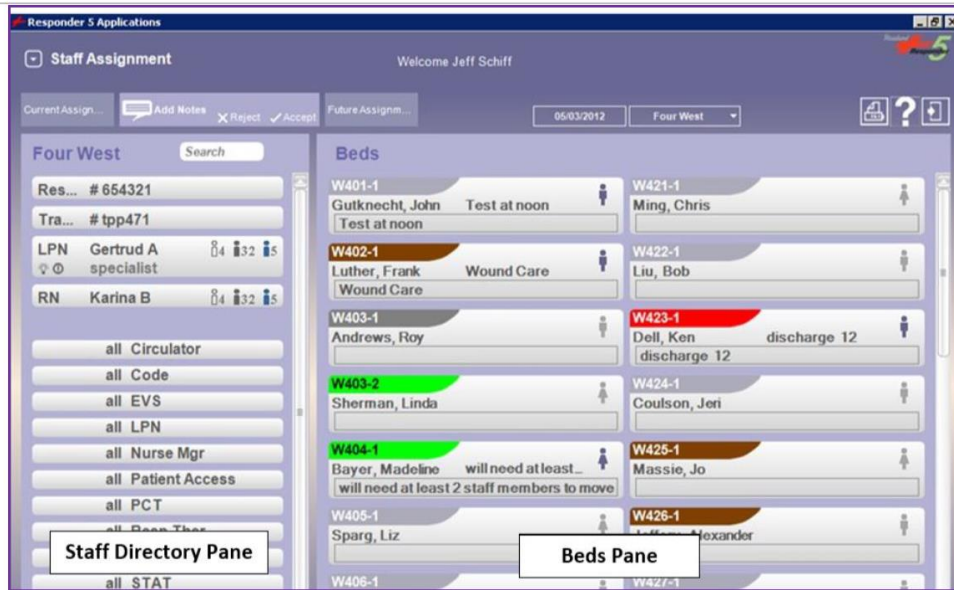 Responder 5 Applications
Staff Assignment
Welcome Jeff Schiff
Responder 5
Current Assign...
Add Notes
Reject Accept
Future Assignm...
05/03/2012
Four West
?
Four West
Search
Res... # 654321
Tra... # tpp471
LPN Gertrud A 4 32 5
specialist
RN Karina B 4 32 5
all Circulator
all Code
all EVS
all LPN
all Nurse Mgr
all Patient Access
all PCT
all Resp Ther
all STAT
Staff Directory Pane
Beds
W401-1
Gutknecht, John Test at noon
Test at noon
W402-1
Luther, Frank Wound Care
Wound Care
W403-1
Andrews, Roy
W403-2
Sherman, Linda
W404-1
Bayer, Madeline will need at least...
will need at least 2 staff members to move
W405-1
Sparg, Liz
W406-1
W421-1
Ming, Chris
W422-1
Liu, Bob
W423-1
Dell, Ken discharge 12
discharge 12
W424-1
Coulson, Jeri
W425-1
Massie, Jo
W426-1
Alexander
W427-1
Beds Pane